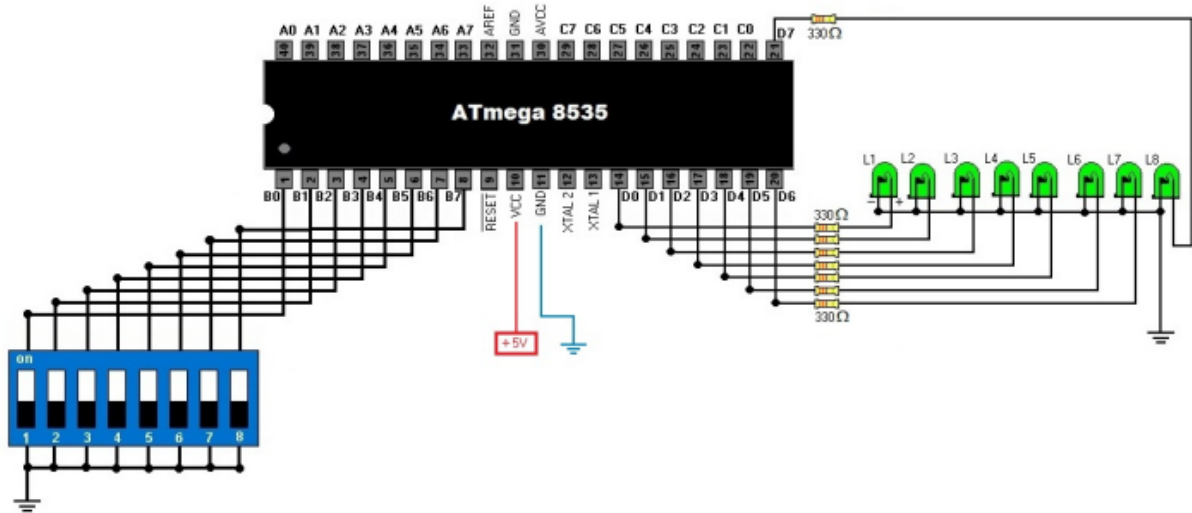 A0 A1 A2 A3 A4 A5 A6 A7 AREF GND AVCC C7 C6 C5 C4 C3 C2 C1 C0 D7 330Ω
40 39 38 37 36 35 34 33 32 31 30 29 28 27 26 25 24 23 22 21
ATmega 8535
L1 L2 L3 L4 L5 L6 L7 L8
1 2 3 4 5 6 7 8 9 10 11 12 13 14 15 16 17 18 19 20
B0 B1 B2 B3 B4 B5 B6 B7 RESET VCC GND XTAL 2 XTAL 1 D0 D1 D2 D3 D4 D5 D6
− +
330Ω
330Ω
+5V
on
1 2 3 4 5 6 7 8